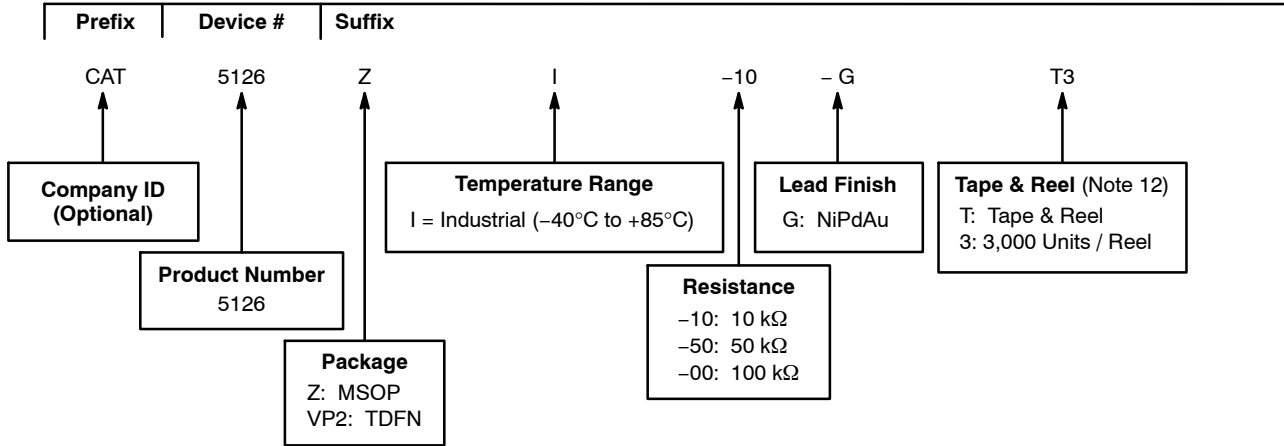 Prefix Device # Suffix
CAT 5126 Z I −10 − G T3
Company ID
(Optional)
Product Number
5126
Package
Z: MSOP
VP2: TDFN
Temperature Range
I = Industrial (−40°C to +85°C)
Resistance
−10: 10 kΩ
−50: 50 kΩ
−00: 100 kΩ
Lead Finish
G: NiPdAu
Tape & Reel (Note 12)
T: Tape & Reel
3: 3,000 Units / Reel